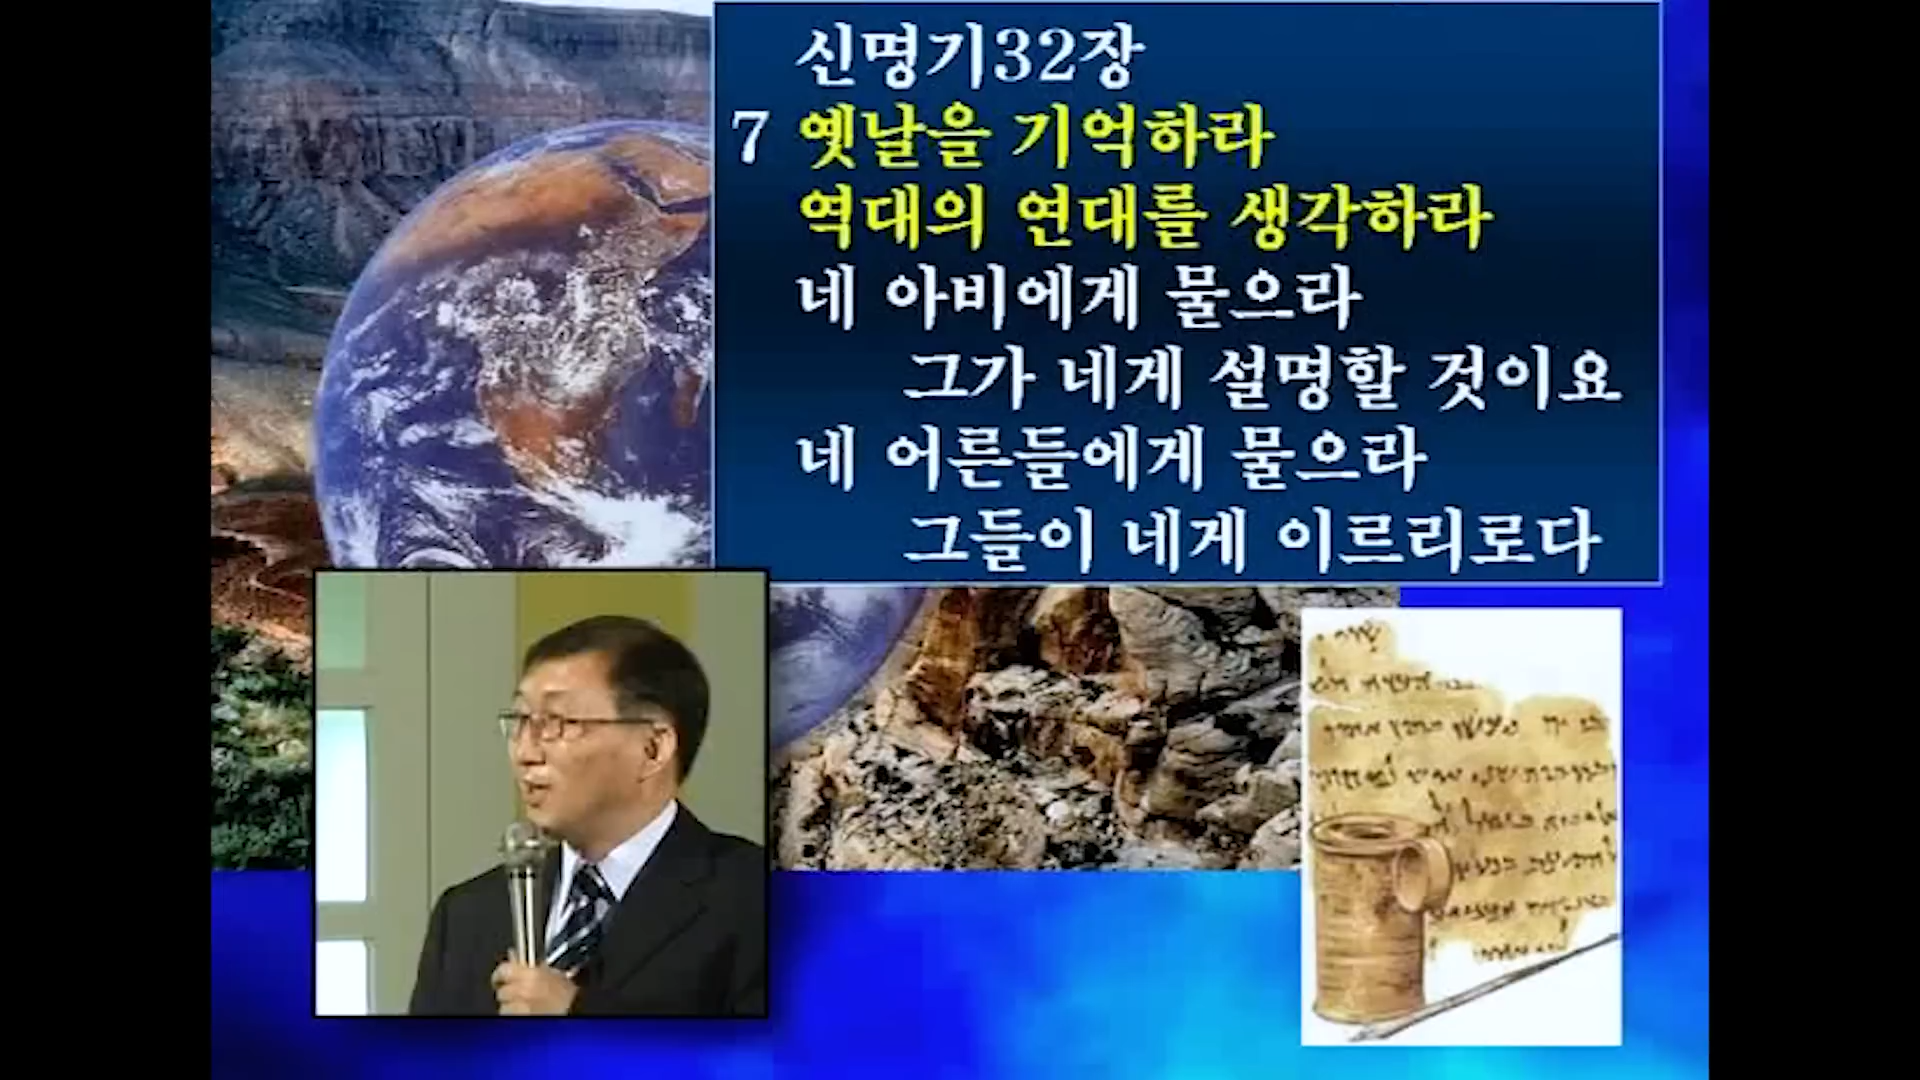 신명기32장
7 옛날을 기억하라
역대의 연대를 생각하라
네 아비에게 물으라
그가 네게 설명할 것이요
네 어른들에게 물으라
그들이 네게 이르리로다